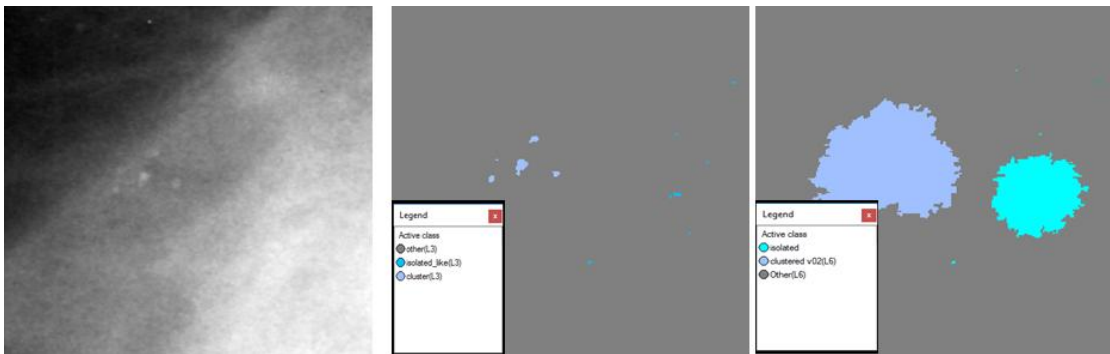 Legend x
Active class
other(L3)
isolated_like(L3)
cluster(L3)
Legend x
Active class
isolated
clustered v02(L6)
Other(L6)